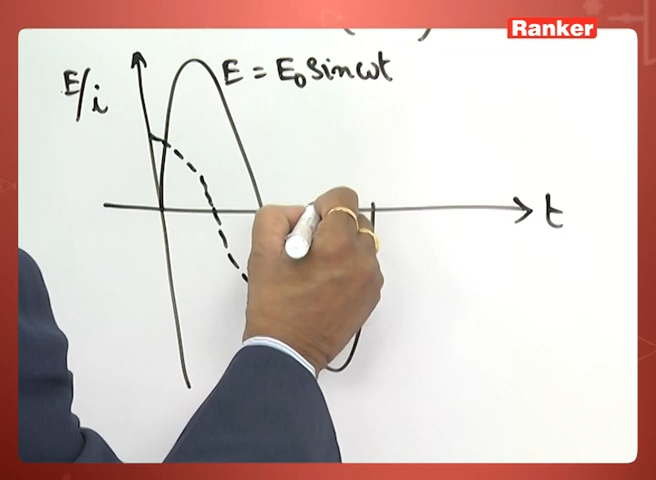 Ranker
E/i
E = E₀ sin ωt
t